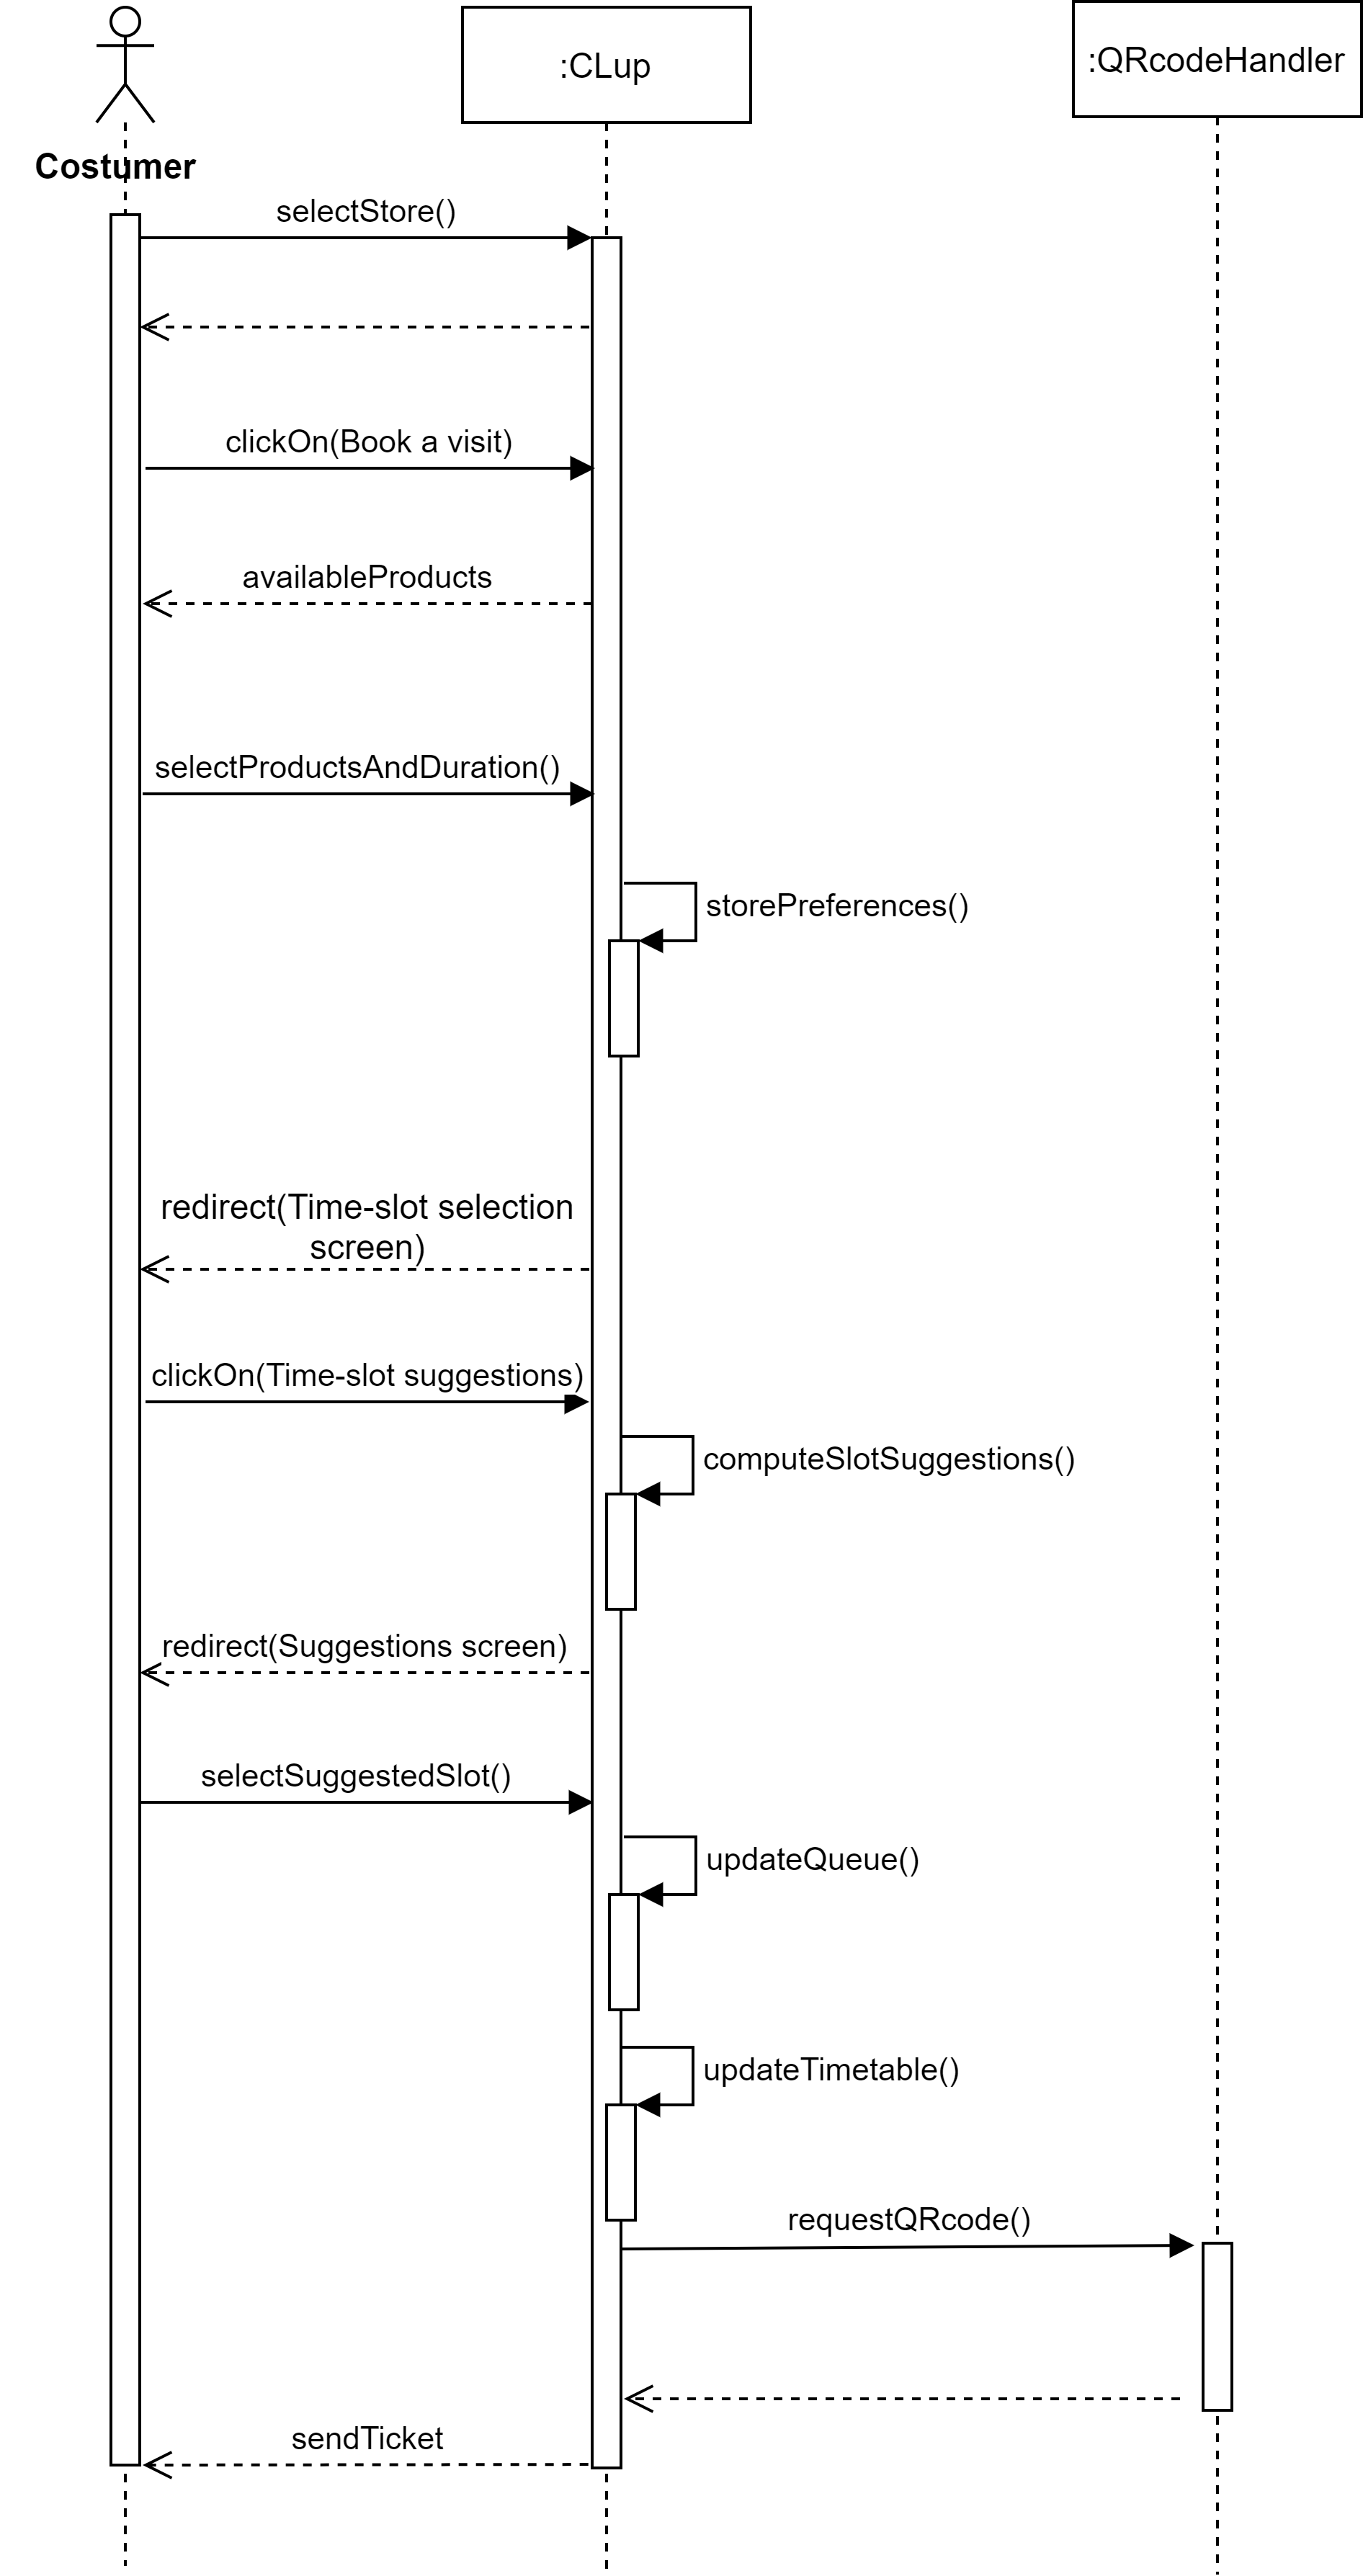 :CLup
:QRcodeHandler
Costumer
selectStore()
clickOn(Book a visit)
availableProducts
selectProductsAndDuration()
storePreferences()
redirect(Time-slot selection
screen)
clickOn(Time-slot suggestions)
computeSlotSuggestions()
redirect(Suggestions screen)
selectSuggestedSlot()
updateQueue()
updateTimetable()
requestQRcode()
sendTicket